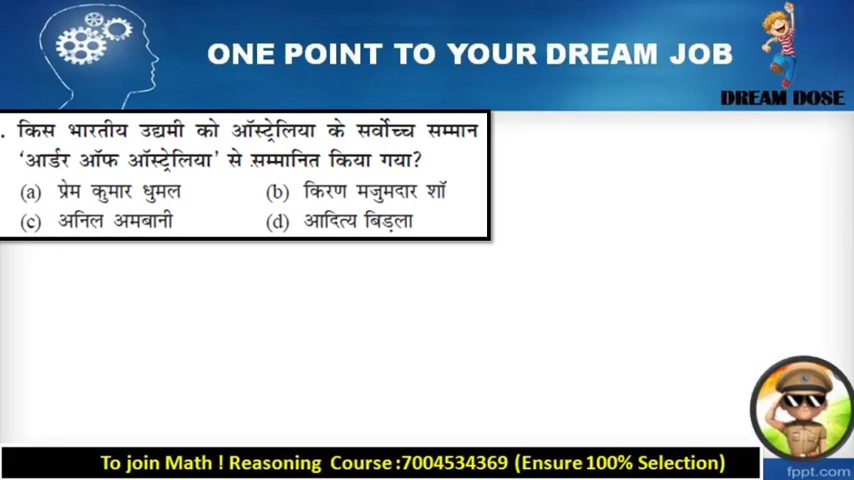 ONE POINT TO YOUR DREAM JOB
DREAM DOSE
. किस भारतीय उद्यमी को ऑस्ट्रेलिया के सर्वोच्च सम्मान
‘आर्डर ऑफ ऑस्ट्रेलिया’ से सम्मानित किया गया?
(a) प्रेम कुमार धुमल (b) किरण मजुमदार शॉ
(c) अनिल अमबानी (d) आदित्य बिड़ला
To join Math ! Reasoning Course :7004534369 (Ensure 100% Selection)
fppt.com